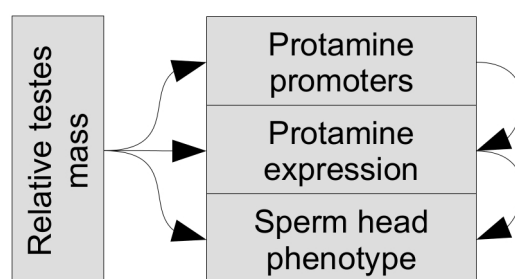 Relative testes
mass
Protamine
promoters
Protamine
expression
Sperm head
phenotype